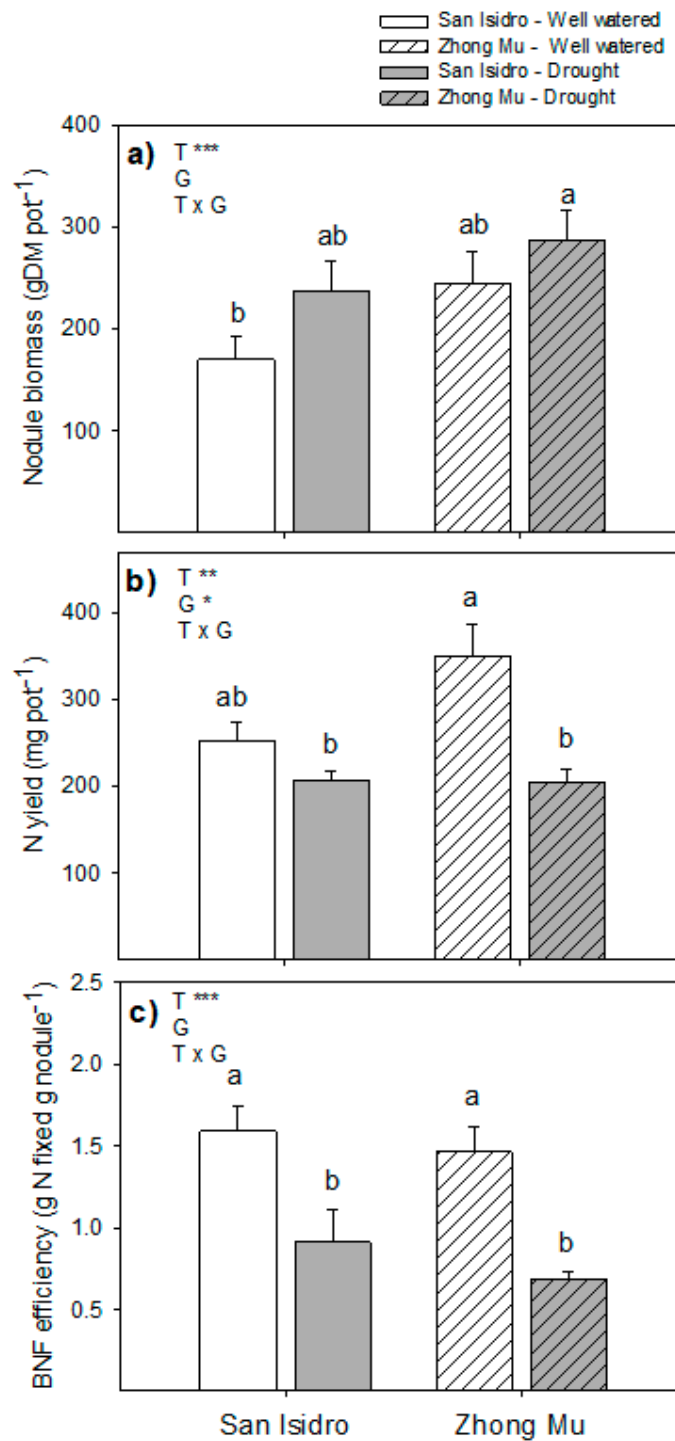 San Isidro - Well watered
Zhong Mu - Well watered
San Isidro - Drought
Zhong Mu - Drought
a)
T ***
G
T x G
Nodule biomass (gDM pot⁻¹)
400
300
200
100
b
ab
ab
a
b)
T **
G *
T x G
N yield (mg pot⁻¹)
400
300
200
100
ab
b
a
b
c)
T ***
G
T x G
BNF efficiency (g N fixed g nodule⁻¹)
2.5
2.0
1.5
1.0
0.5
a
b
a
b
San Isidro
Zhong Mu